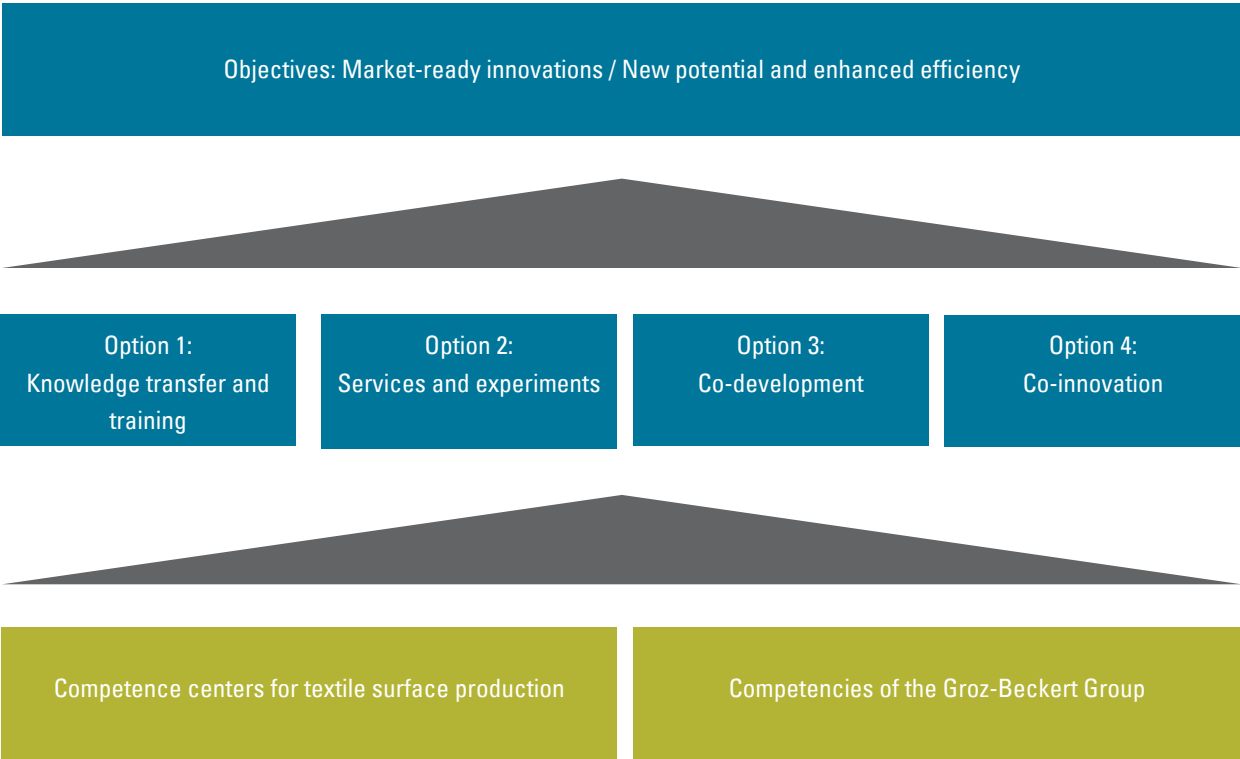 Objectives: Market-ready innovations / New potential and enhanced efficiency
Option 1:
Knowledge transfer and
training
Option 2:
Services and experiments
Option 3:
Co-development
Option 4:
Co-innovation
Competence centers for textile surface production
Competencies of the Groz-Beckert Group